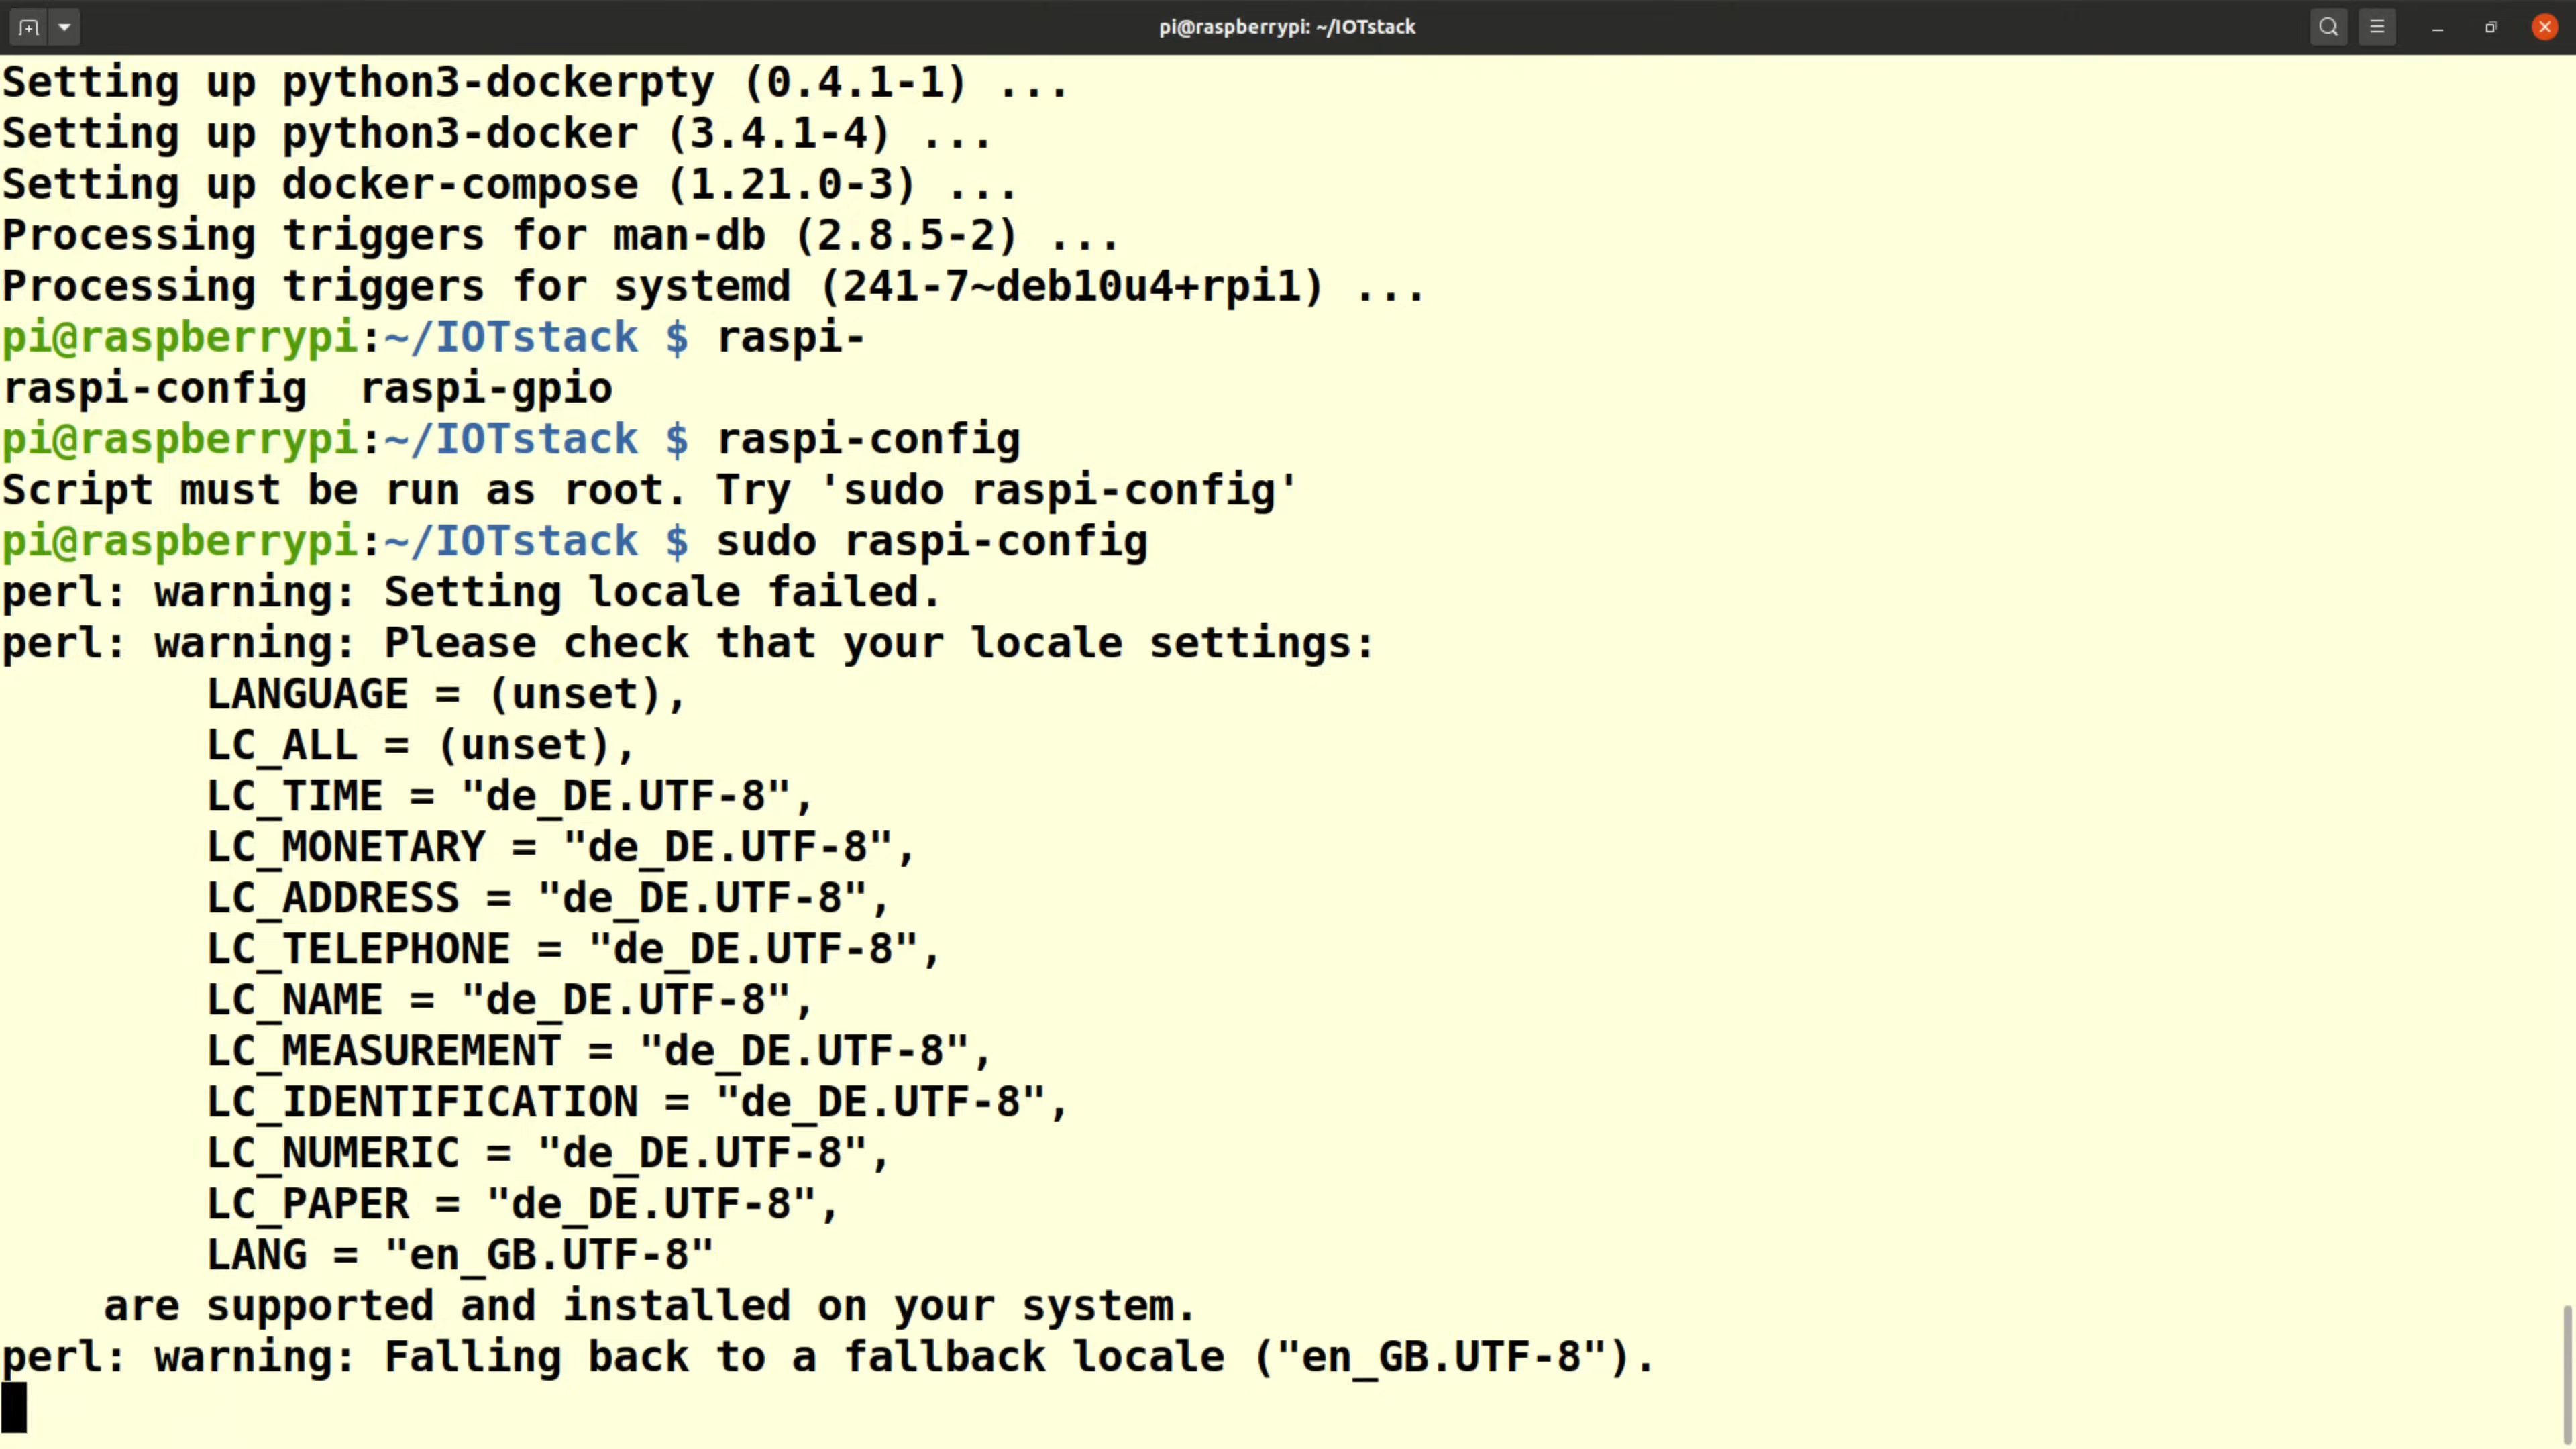 pi@raspberrypi: ~/IOTstack
Setting up python3-dockerpty (0.4.1-1) ...
Setting up python3-docker (3.4.1-4) ...
Setting up docker-compose (1.21.0-3) ...
Processing triggers for man-db (2.8.5-2) ...
Processing triggers for systemd (241-7~deb10u4+rpi1) ...
pi@raspberrypi:~/IOTstack $ raspi-
raspi-config  raspi-gpio
pi@raspberrypi:~/IOTstack $ raspi-config
Script must be run as root. Try 'sudo raspi-config'
pi@raspberrypi:~/IOTstack $ sudo raspi-config
perl: warning: Setting locale failed.
perl: warning: Please check that your locale settings:
        LANGUAGE = (unset),
        LC_ALL = (unset),
        LC_TIME = "de_DE.UTF-8",
        LC_MONETARY = "de_DE.UTF-8",
        LC_ADDRESS = "de_DE.UTF-8",
        LC_TELEPHONE = "de_DE.UTF-8",
        LC_NAME = "de_DE.UTF-8",
        LC_MEASUREMENT = "de_DE.UTF-8",
        LC_IDENTIFICATION = "de_DE.UTF-8",
        LC_NUMERIC = "de_DE.UTF-8",
        LC_PAPER = "de_DE.UTF-8",
        LANG = "en_GB.UTF-8"
    are supported and installed on your system.
perl: warning: Falling back to a fallback locale ("en_GB.UTF-8").